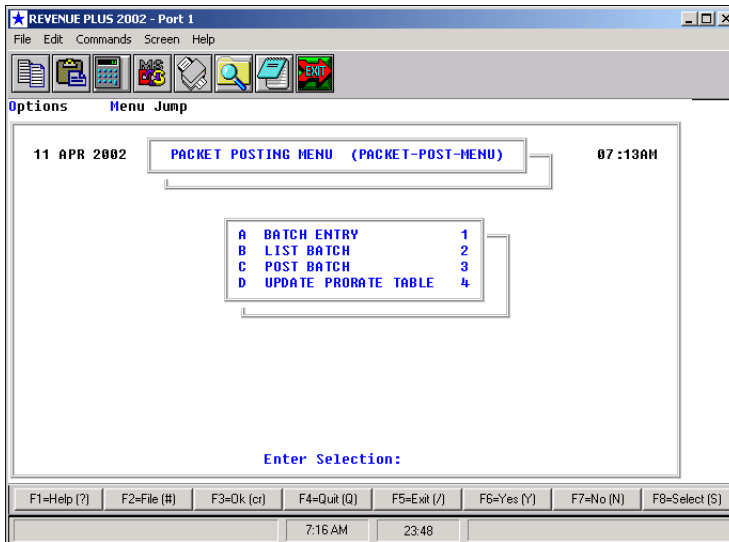 REVENUE PLUS 2002 - Port 1
File Edit Commands Screen Help
MS DOS EXIT
Options Menu Jump
11 APR 2002 PACKET POSTING MENU (PACKET-POST-MENU) 07:13AM
A BATCH ENTRY 1
B LIST BATCH 2
C POST BATCH 3
D UPDATE PRORATE TABLE 4
Enter Selection:
F1=Help (?) F2=File (#) F3=Ok (cr) F4=Quit (Q) F5=Exit (/) F6=Yes (Y) F7=No (N) F8=Select (S)
7:16 AM 23:48